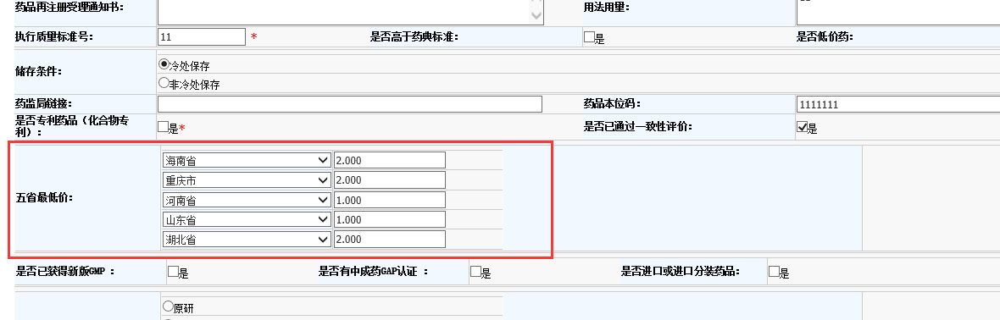 药品再注册受理通知书： 用法用量：
执行质量标准号： 11 * 是否高于药典标准： 是 是否低价药：
储存条件： 冷处保存
非冷处保存
药监局链接： 药品本位码： 1111111
是否专利药品（化合物专
利）： 是* 是否已通过一致性评价： 是
五省最低价：
海南省 2.000
重庆市 2.000
河南省 1.000
山东省 1.000
湖北省 2.000
是否已获得新版GMP ： 是 是否有中成药GAP认证 ： 是 是否进口或进口分装药品： 是
原研